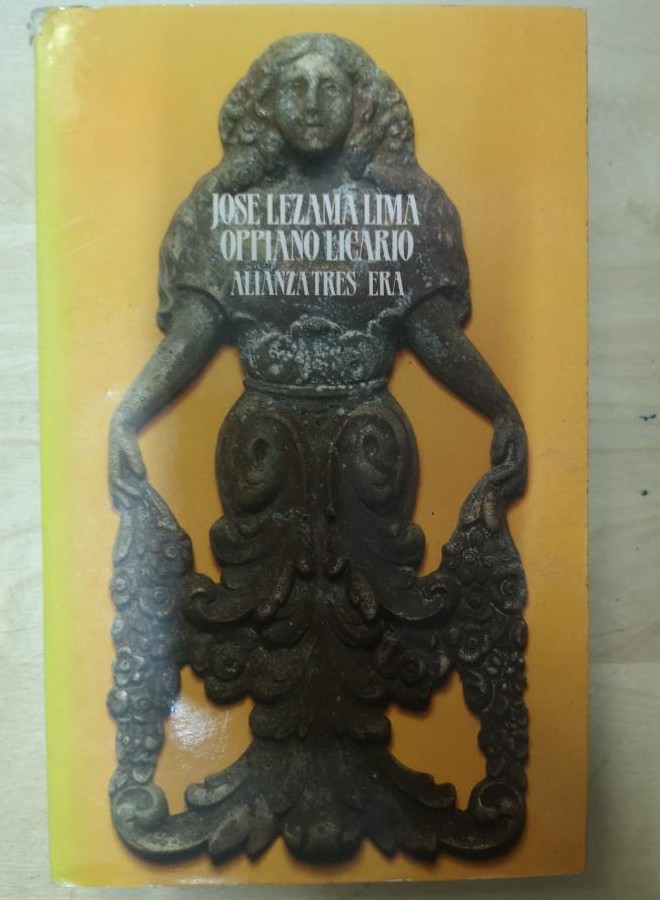 JOSE LEZAMA LIMA
OPPIANO LICARIO
ALIANZA TRES ERA